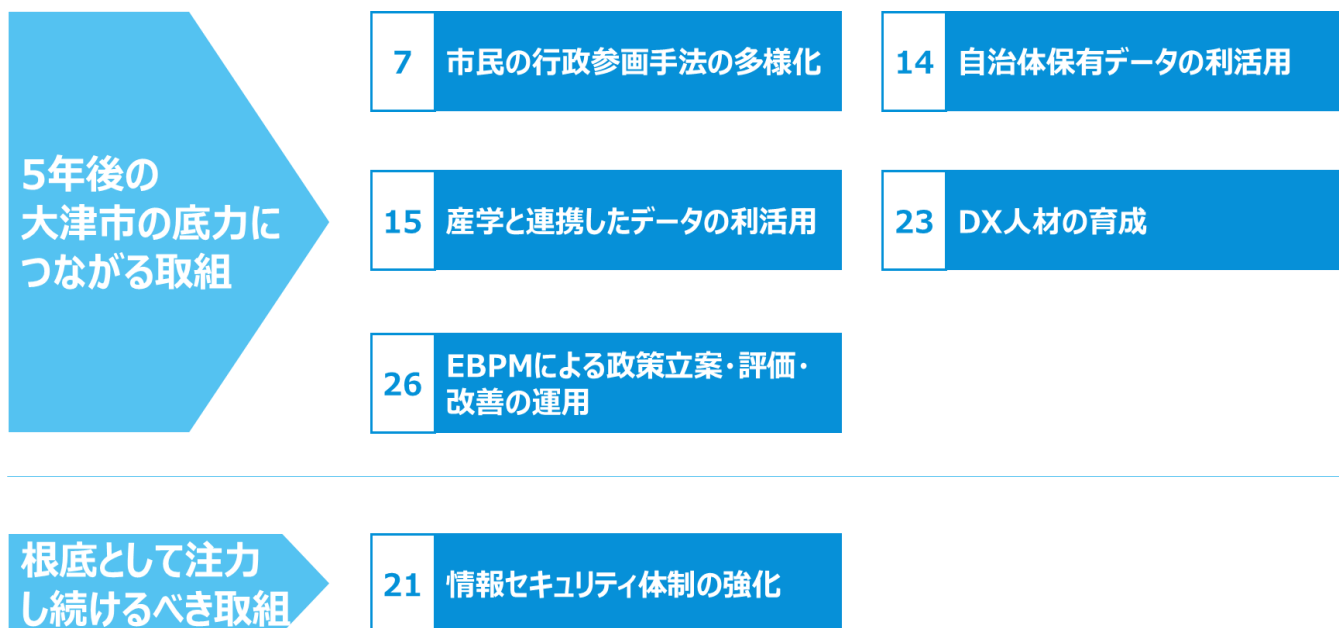 5年後の
大津市の底力に
つながる取組
7 市民の行政参画手法の多様化
14 自治体保有データの利活用
15 産学と連携したデータの利活用
23 DX人材の育成
26 EBPMによる政策立案・評価・
改善の運用
根底として注力
し続けるべき取組
21 情報セキュリティ体制の強化